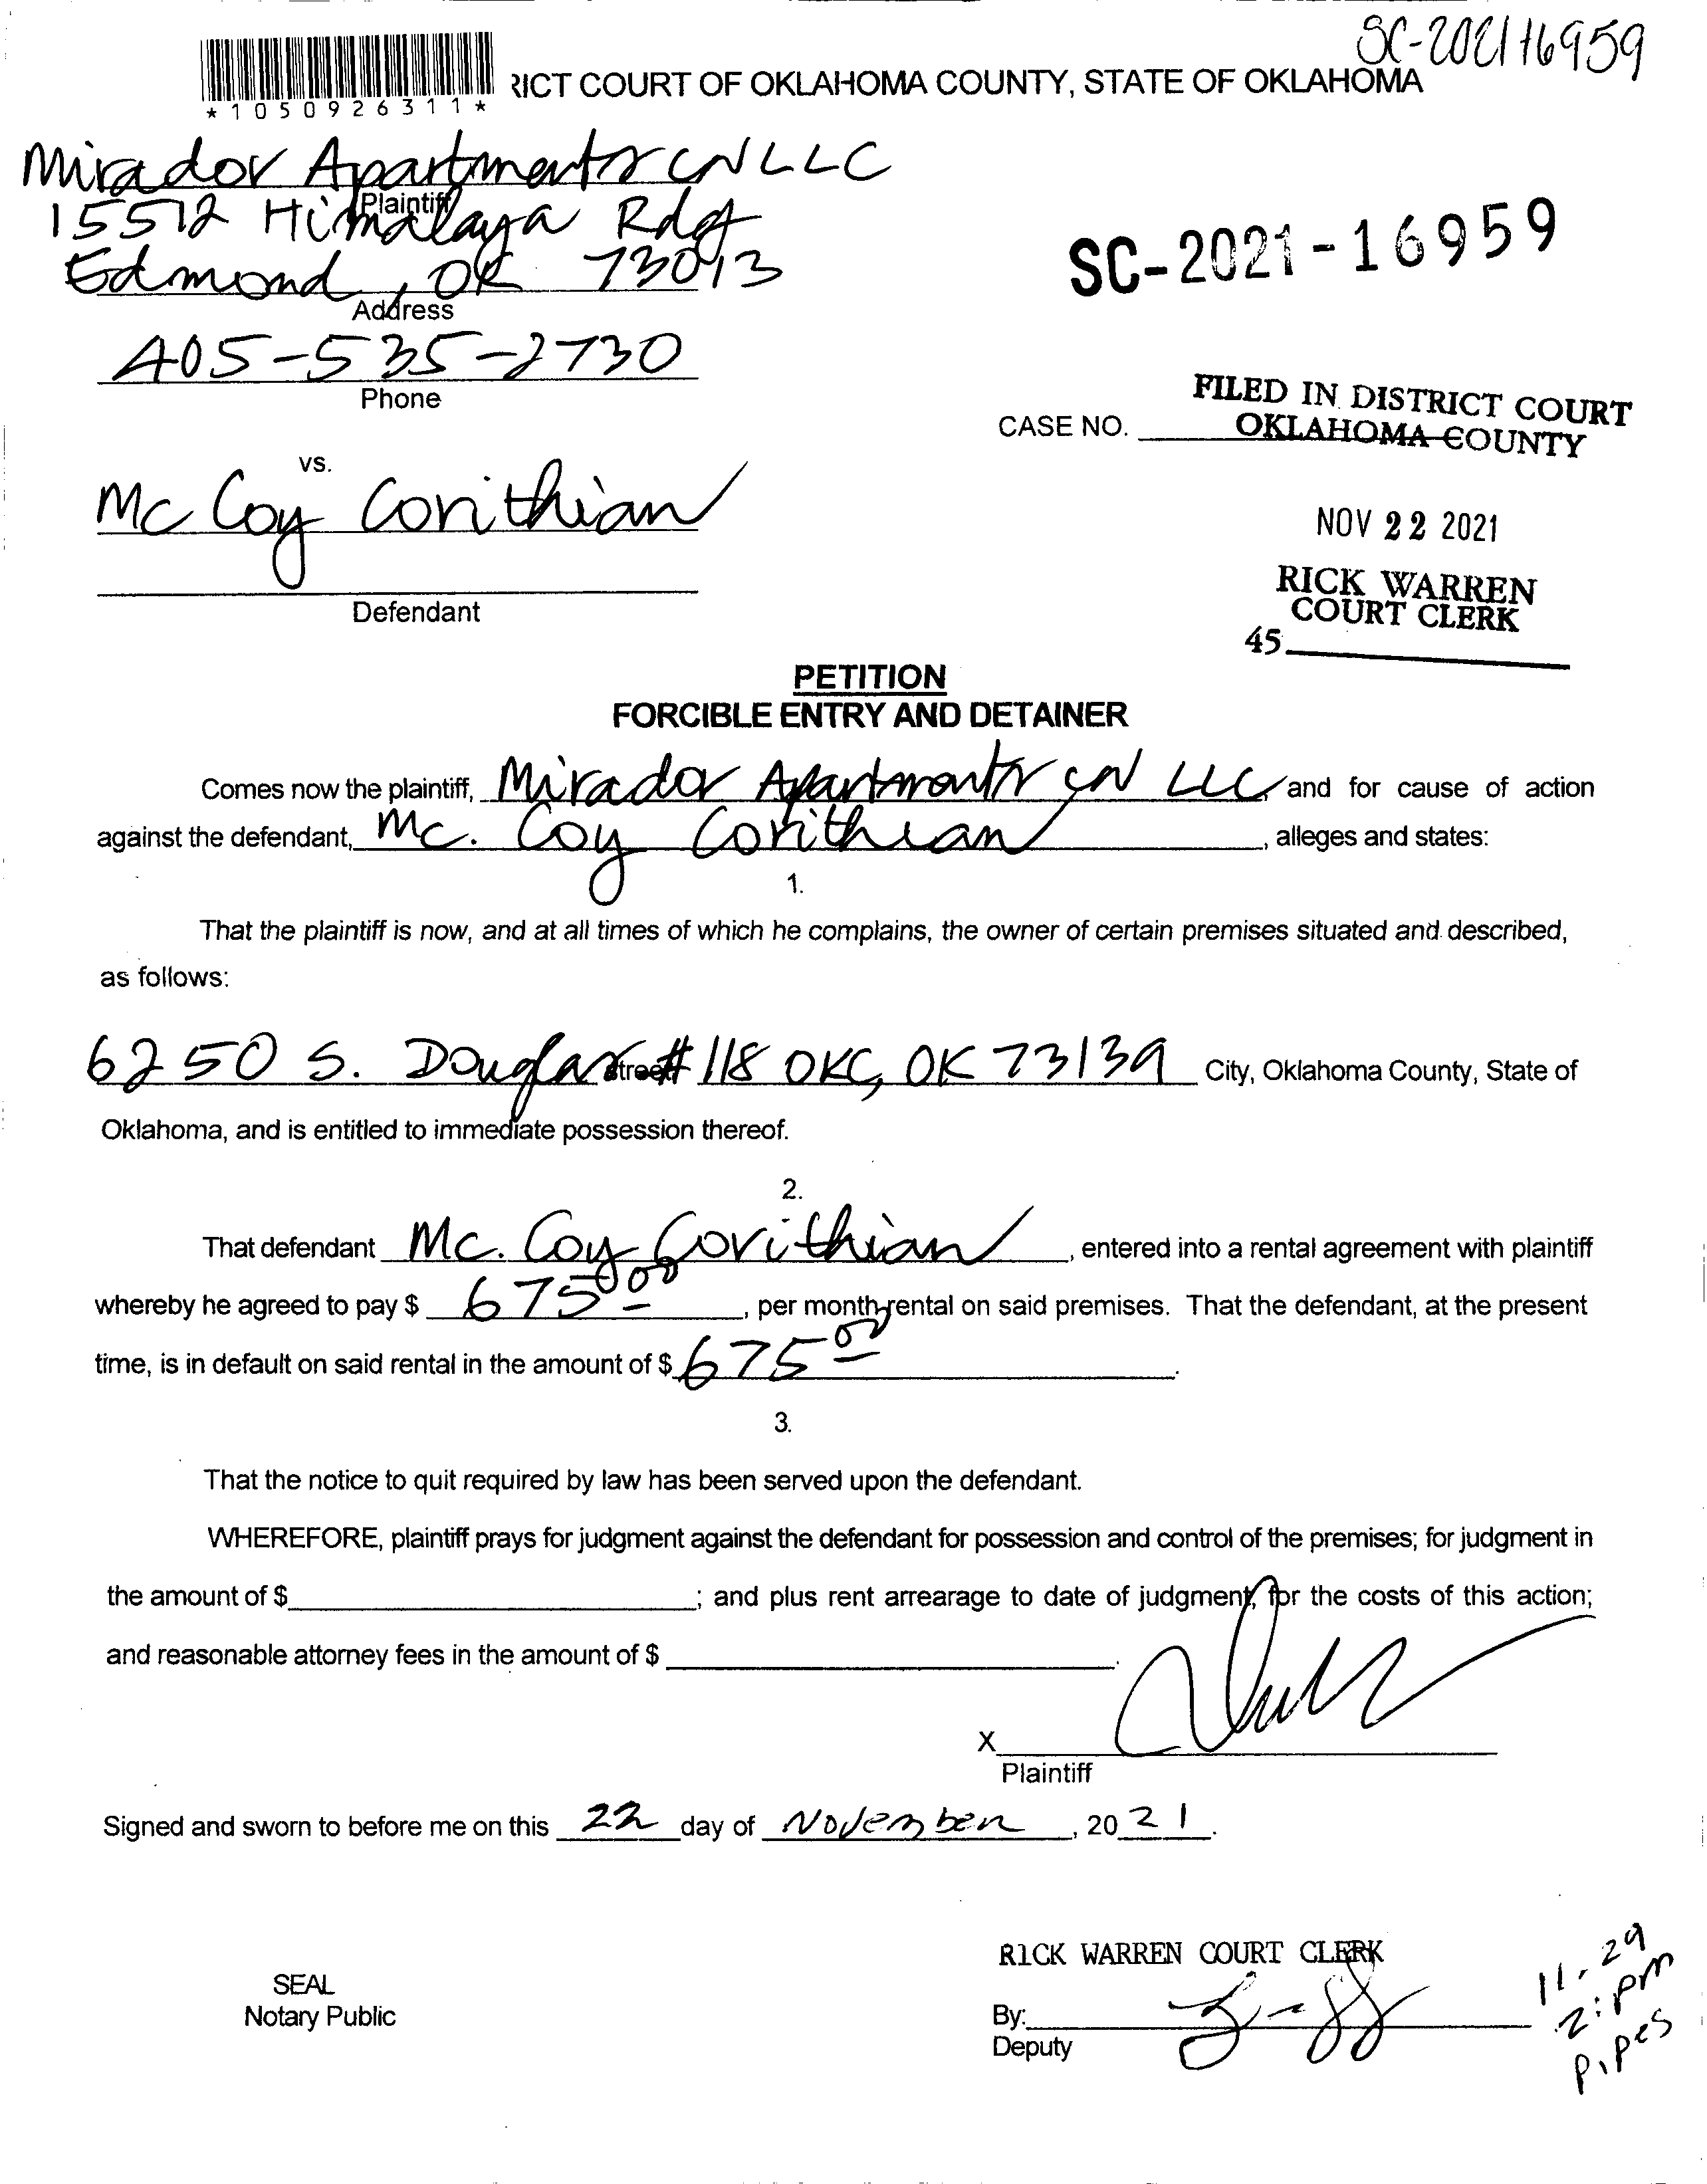 SC-2021 16959
RICT COURT OF OKLAHOMA COUNTY, STATE OF OKLAHOMA
*1050926311*
Mirador Apartments CN LLC
Plaintiff
15512 Himalaya Rdg
Edmond, OK 73013
Address
SC-2021-16959
405-535-2730
Phone
FILED IN DISTRICT COURT
OKLAHOMA COUNTY
CASE NO.
vs.
Mc Coy Corithian
NOV 22 2021
RICK WARREN
COURT CLERK
Defendant
45
PETITION
FORCIBLE ENTRY AND DETAINER
Comes now the plaintiff, Mirador Apartments CN LLC, and for cause of action
against the defendant, Mc. Coy Corithian, alleges and states:
1.
That the plaintiff is now, and at all times of which he complains, the owner of certain premises situated and described,
as follows:
6250 S. Douglas Street #118 OKC, OK 73139 City, Oklahoma County, State of
Oklahoma, and is entitled to immediate possession thereof.
2.
That defendant Mc. Coy Corithian, entered into a rental agreement with plaintiff
whereby he agreed to pay $ 675.00, per month rental on said premises. That the defendant, at the present
time, is in default on said rental in the amount of $ 675 00.
3.
That the notice to quit required by law has been served upon the defendant.
WHEREFORE, plaintiff prays for judgment against the defendant for possession and control of the premises; for judgment in
the amount of $ ; and plus rent arrearage to date of judgment, for the costs of this action;
and reasonable attorney fees in the amount of $ .
X
Plaintiff
Signed and sworn to before me on this 22 day of November, 2021.
RICK WARREN COURT CLERK
SEAL
Notary Public
By:
Deputy
11.29
2:pm
Pipes